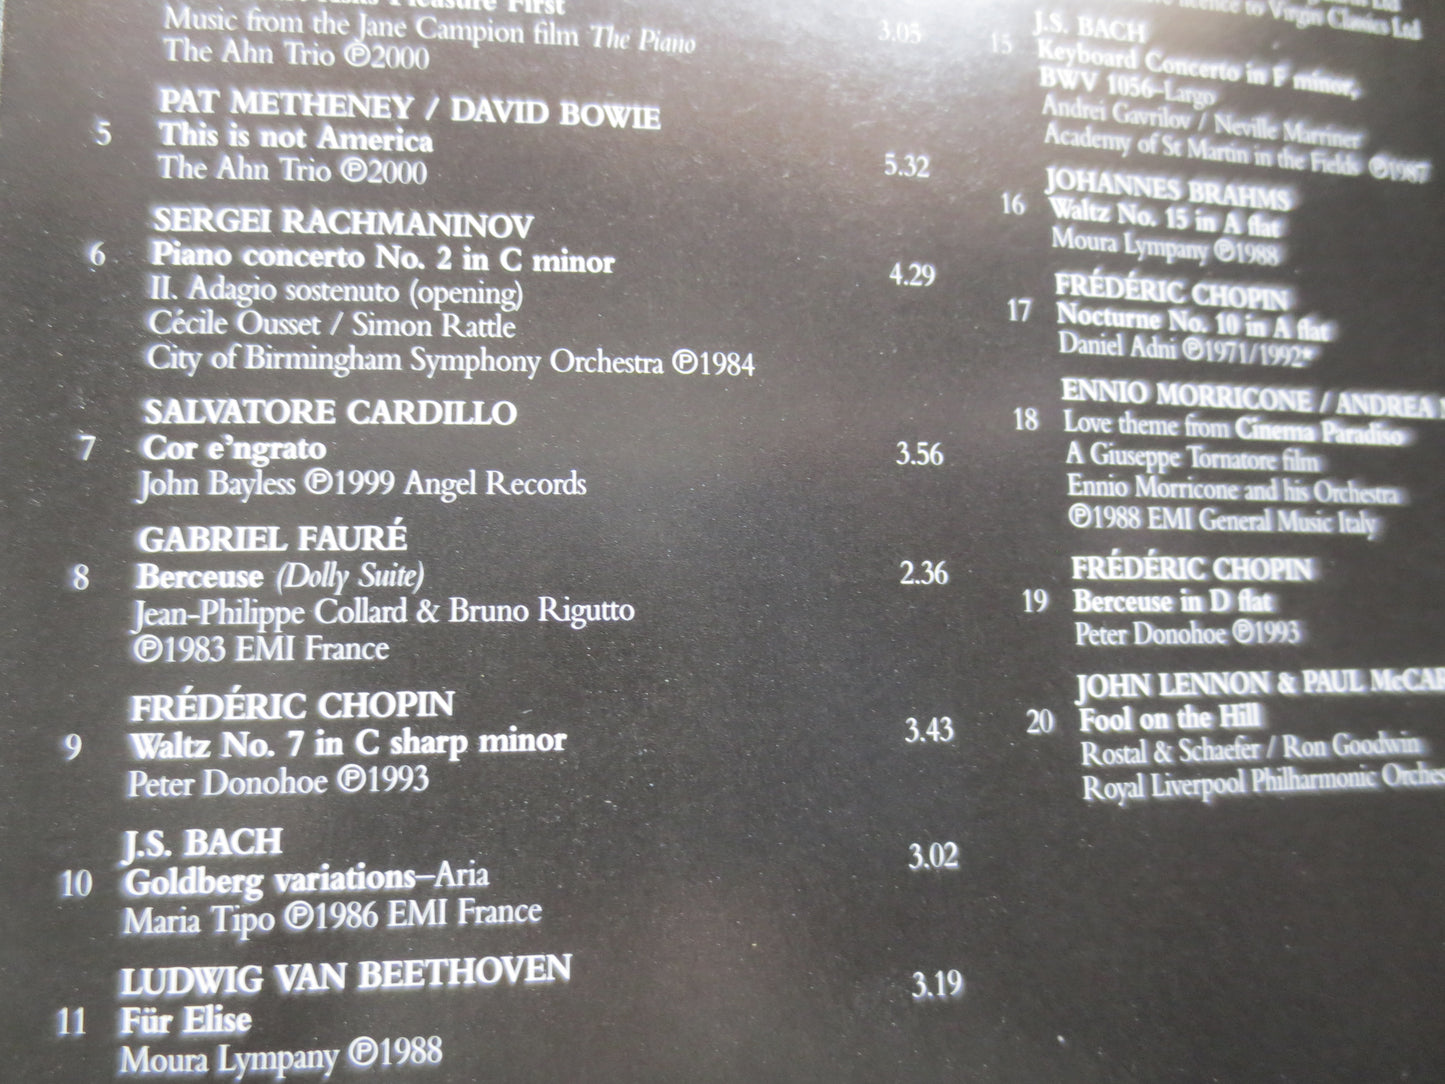 Pleasure First
Music from the Jane Campion film The Piano
3.05
The Ahn Trio ℗2000
PAT METHENEY / DAVID BOWIE
5 This is not America
5.32
The Ahn Trio ℗2000
SERGEI RACHMANINOV
6 Piano concerto No. 2 in C minor
4.29
II. Adagio sostenuto (opening)
Cécile Ousset / Simon Rattle
City of Birmingham Symphony Orchestra ℗1984
SALVATORE CARDILLO
7 Cor e'ngrato
3.56
John Bayless ℗1999 Angel Records
GABRIEL FAURÉ
8 Berceuse (Dolly Suite)
2.36
Jean-Philippe Collard & Bruno Rigutto
℗1983 EMI France
FRÉDÉRIC CHOPIN
9 Waltz No. 7 in C sharp minor
3.43
Peter Donohoe ℗1993
J.S. BACH
10 Goldberg variations–Aria
3.02
Maria Tipo ℗1986 EMI France
LUDWIG VAN BEETHOVEN
11 Für Elise
3.19
Moura Lympany ℗1988
licence to Virgin Classics Ltd
J.S. BACH
15 Keyboard Concerto in F minor,
BWV 1056–Largo
Andrei Gavrilov / Neville Marriner
Academy of St Martin in the Fields ℗1987
JOHANNES BRAHMS
16 Waltz No. 15 in A flat
Moura Lympany ℗1988
FRÉDÉRIC CHOPIN
17 Nocturne No. 10 in A flat
Daniel Adni ℗1971/1992*
ENNIO MORRICONE / ANDREA
18 Love theme from Cinema Paradiso
A Giuseppe Tornatore film
Ennio Morricone and his Orchestra
℗1988 EMI General Music Italy
FRÉDÉRIC CHOPIN
19 Berceuse in D flat
Peter Donohoe ℗1993
JOHN LENNON & PAUL McCAR
20 Fool on the Hill
Rostal & Schaefer / Ron Goodwin
Royal Liverpool Philharmonic Orches